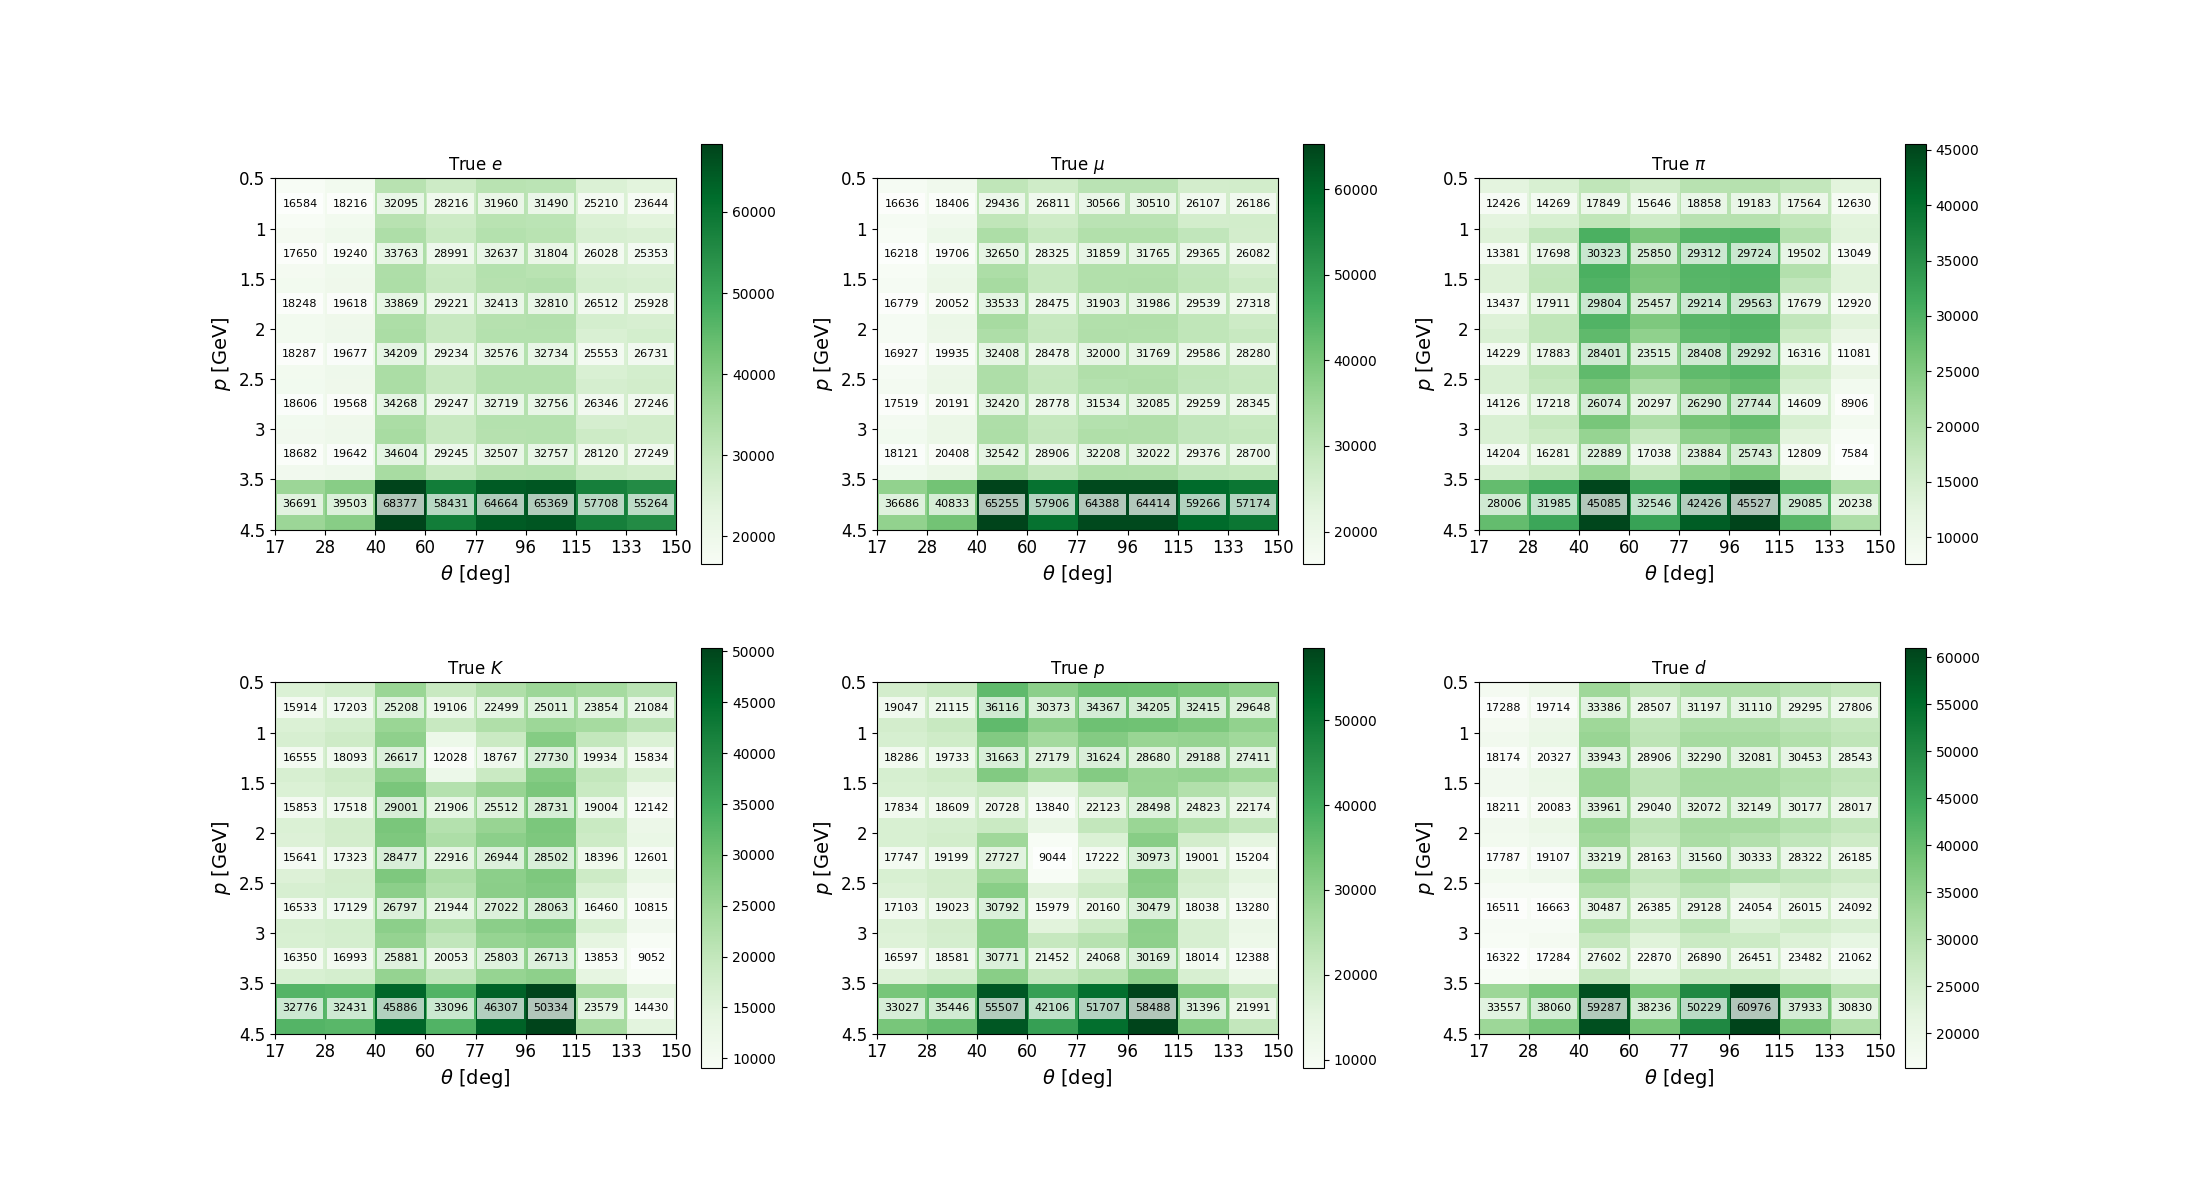 True e
0.5
16584 18216 32095 28216 31960 31490 25210 23644
1
17650 19240 33763 28991 32637 31804 26028 25353
1.5
18248 19618 33869 29221 32413 32810 26512 25928
2
18287 19677 34209 29234 32576 32734 25553 26731
2.5
18606 19568 34268 29247 32719 32756 26346 27246
3
18682 19642 34604 29245 32507 32757 28120 27249
3.5
36691 39503 68377 58431 64664 65369 57708 55264
4.5
17 28 40 60 77 96 115 133 150
θ [deg]
p [GeV]
60000
50000
40000
30000
20000
True μ
0.5
16636 18406 29436 26811 30566 30510 26107 26186
1
16218 19706 32650 28325 31859 31765 29365 26082
1.5
16779 20052 33533 28475 31903 31986 29539 27318
2
16927 19935 32408 28478 32000 31769 29586 28280
2.5
17519 20191 32420 28778 31534 32085 29259 28345
3
18121 20408 32542 28906 32208 32022 29376 28700
3.5
36686 40833 65255 57906 64388 64414 59266 57174
4.5
17 28 40 60 77 96 115 133 150
θ [deg]
p [GeV]
60000
50000
40000
30000
20000
True π
0.5
12426 14269 17849 15646 18858 19183 17564 12630
1
13381 17698 30323 25850 29312 29724 19502 13049
1.5
13437 17911 29804 25457 29214 29563 17679 12920
2
14229 17883 28401 23515 28408 29292 16316 11081
2.5
14126 17218 26074 20297 26290 27744 14609 8906
3
14204 16281 22889 17038 23884 25743 12809 7584
3.5
28006 31985 45085 32546 42426 45527 29085 20238
4.5
17 28 40 60 77 96 115 133 150
θ [deg]
p [GeV]
45000
40000
35000
30000
25000
20000
15000
10000
True K
0.5
15914 17203 25208 19106 22499 25011 23854 21084
1
16555 18093 26617 12028 18767 27730 19934 15834
1.5
15853 17518 29001 21906 25512 28731 19004 12142
2
15641 17323 28477 22916 26944 28502 18396 12601
2.5
16533 17129 26797 21944 27022 28063 16460 10815
3
16350 16993 25881 20053 25803 26713 13853 9052
3.5
32776 32431 45886 33096 46307 50334 23579 14430
4.5
17 28 40 60 77 96 115 133 150
θ [deg]
p [GeV]
50000
45000
40000
35000
30000
25000
20000
15000
10000
True p
0.5
19047 21115 36116 30373 34367 34205 32415 29648
1
18286 19733 31663 27179 31624 28680 29188 27411
1.5
17834 18609 20728 13840 22123 28498 24823 22174
2
17747 19199 27727 9044 17222 30973 19001 15204
2.5
17103 19023 30792 15979 20160 30479 18038 13280
3
16597 18581 30771 21452 24068 30169 18014 12388
3.5
33027 35446 55507 42106 51707 58488 31396 21991
4.5
17 28 40 60 77 96 115 133 150
θ [deg]
p [GeV]
50000
40000
30000
20000
10000
True d
0.5
17288 19714 33386 28507 31197 31110 29295 27806
1
18174 20327 33943 28906 32290 32081 30453 28543
1.5
18211 20083 33961 29040 32072 32149 30177 28017
2
17787 19107 33219 28163 31560 30333 28322 26185
2.5
16511 16663 30487 26385 29128 24054 26015 24092
3
16322 17284 27602 22870 26890 26451 23482 21062
3.5
33557 38060 59287 38236 50229 60976 37933 30830
4.5
17 28 40 60 77 96 115 133 150
θ [deg]
p [GeV]
60000
55000
50000
45000
40000
35000
30000
25000
20000